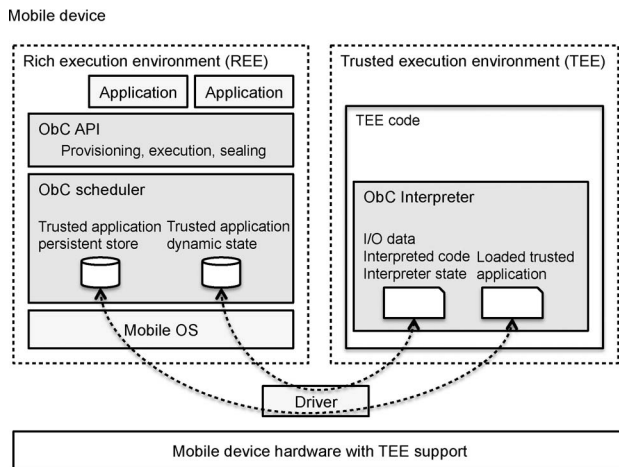 Mobile device
Rich execution environment (REE)
Application
Application
ObC API
Provisioning, execution, sealing
ObC scheduler
Trusted application
persistent store
Trusted application
dynamic state
Mobile OS
Trusted execution environment (TEE)
TEE code
ObC Interpreter
I/O data
Interpreted code
Interpreter state
Loaded trusted
application
Driver
Mobile device hardware with TEE support